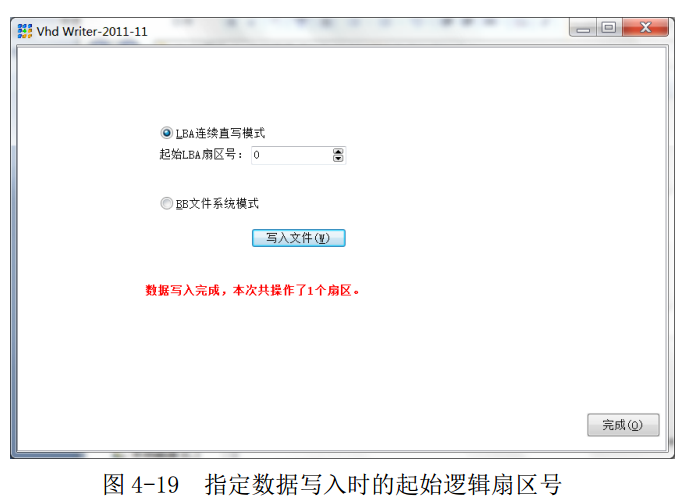 Vhd Writer-2011-11
LBA连续直写模式
起始LBA扇区号： 0
BB文件系统模式
写入文件(W)
数据写入完成，本次共操作了1个扇区。
完成(O)
图 4-19 指定数据写入时的起始逻辑扇区号